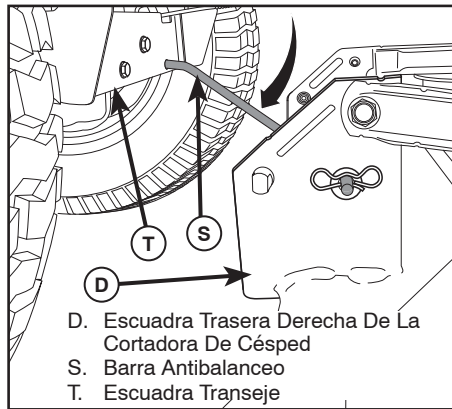 T
S
D
D. Escuadra Trasera Derecha De La
Cortadora De Césped
S. Barra Antibalanceo
T. Escuadra Transeje